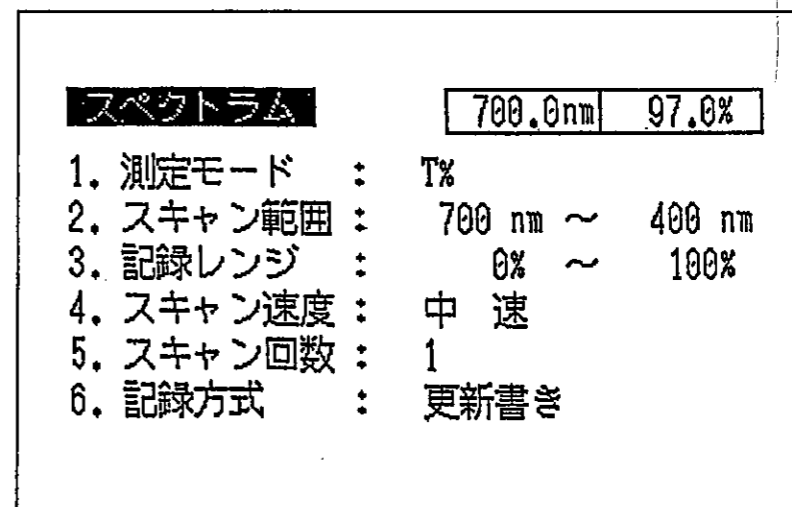 スペクトラム 700.0nm 97.0%
1. 測定モード : T%
2. スキャン範囲 : 700 nm ～ 400 nm
3. 記録レンジ : 0% ～ 100%
4. スキャン速度 : 中 速
5. スキャン回数 : 1
6. 記録方式 : 更新書き